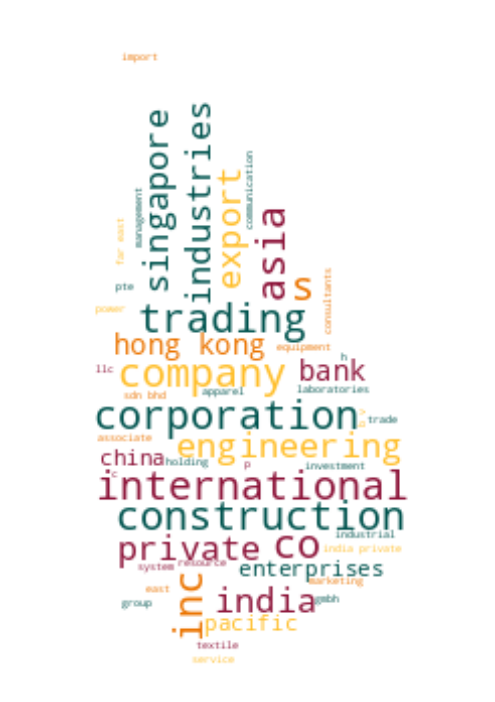 import
singapore
industries
export
communication
management
far east
asia
pte
s
consultants
power
trading
hong kong
equipment
h
llc
company
bank
sdn bhd
apparel
laboratories
corporation
trade
associate
engineering
china
holding
p
investment
c
international
construction
industrial
private
co
india private
system
resource
enterprises
marketing
east
inc
india
group
gmbh
pacific
textile
service